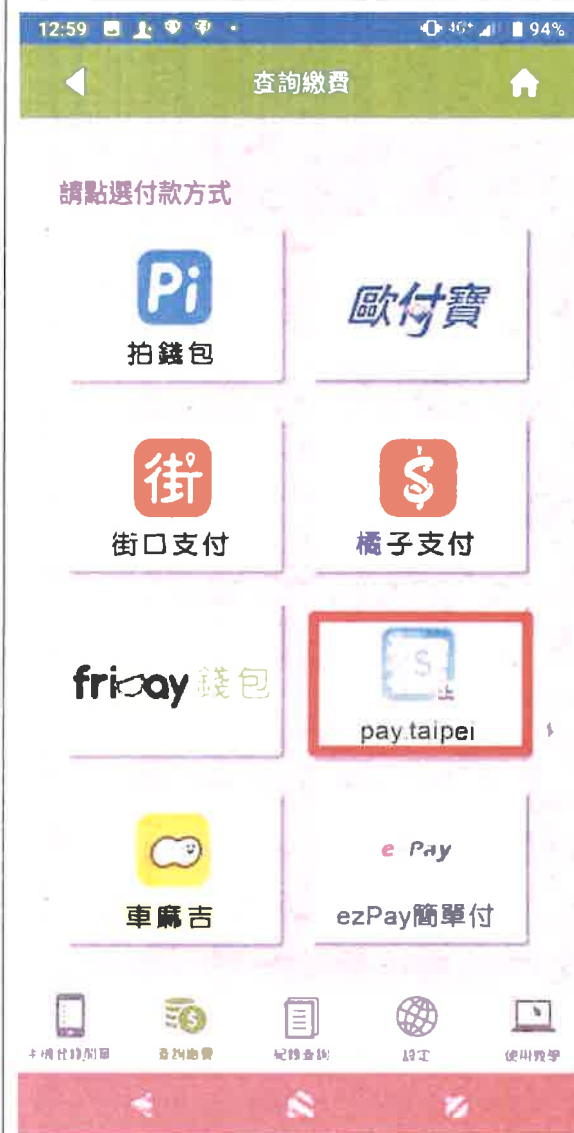 12:59
4G+ 94%
查詢繳費
請點選付款方式
Pi
拍錢包
歐付寶
街
街口支付
$
橘子支付
friday錢包
$
pay.taipei
車麻吉
e Pay
ezPay簡單付
查詢繳費
紀錄查詢
設定
使用教學